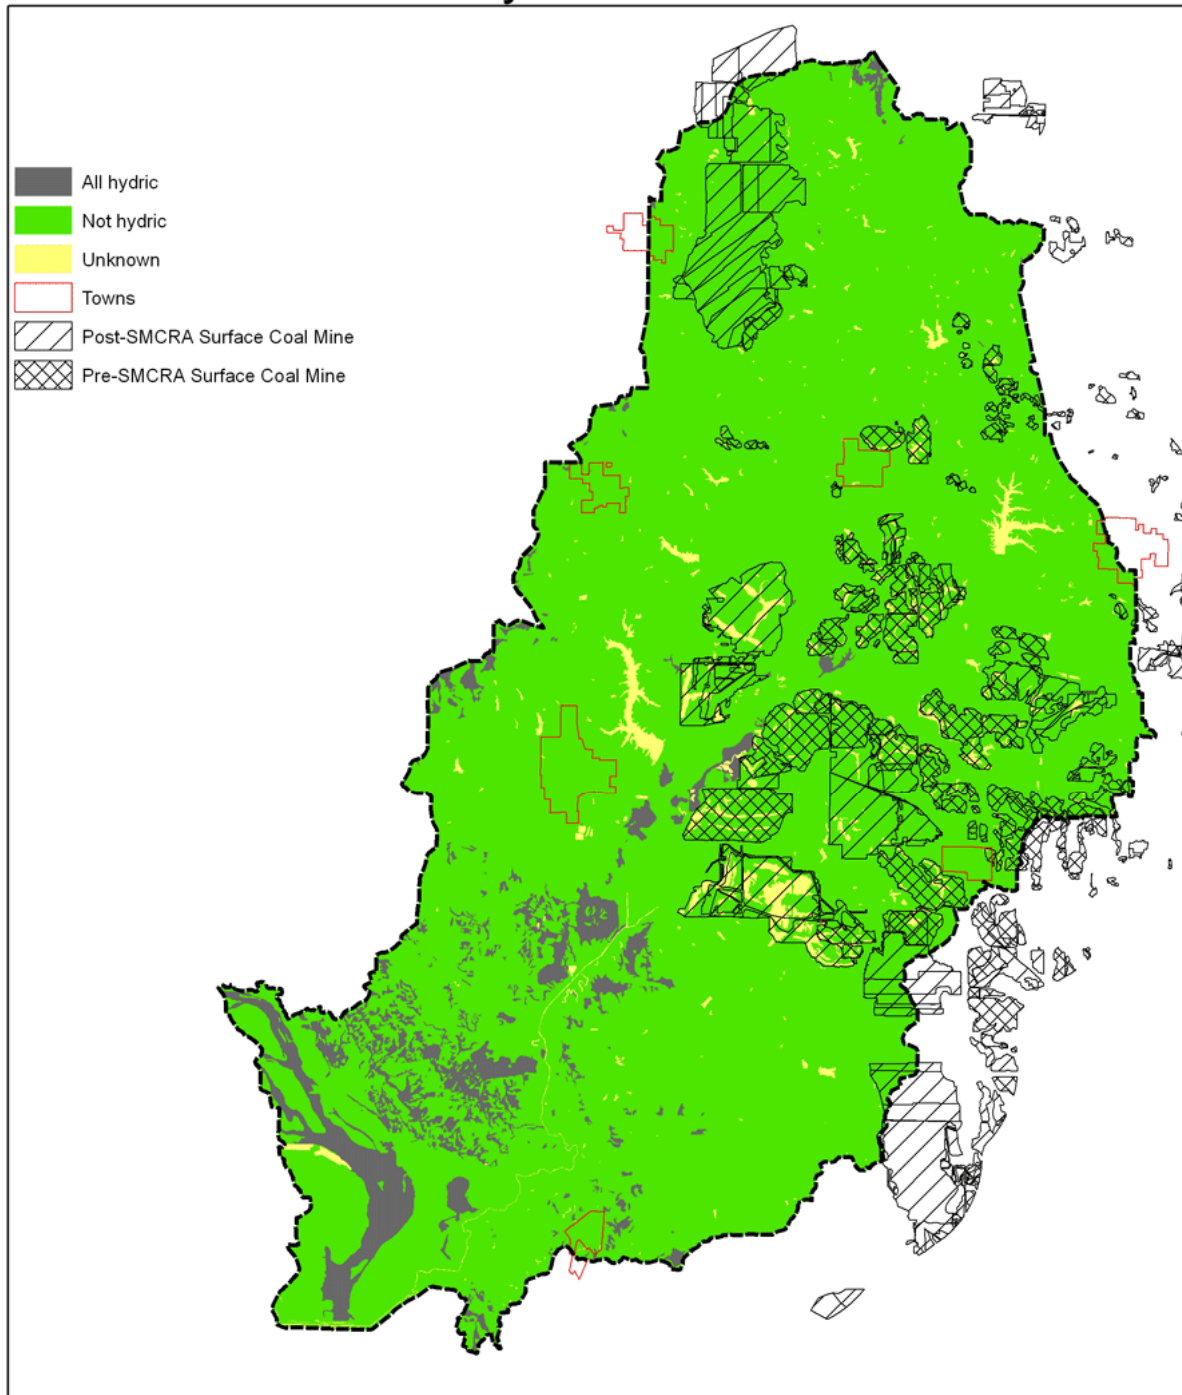 All hydric
Not hydric
Unknown
Towns
Post-SMCRA Surface Coal Mine
Pre-SMCRA Surface Coal Mine